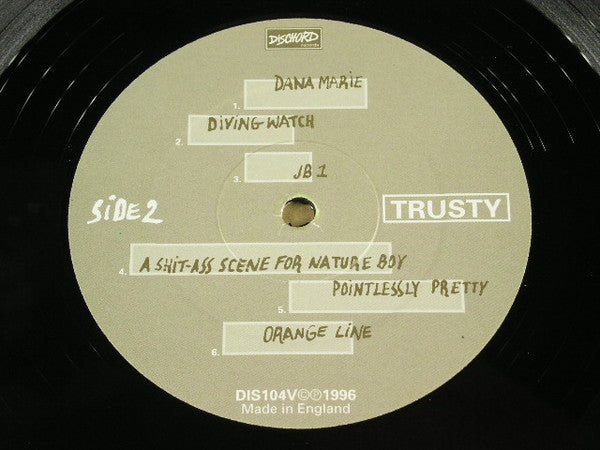 DISCHORD
records
1. DANA MARIE
2. DIVING WATCH
3. JB 1
SIDE 2
TRUSTY
4. A SHIT-ASS SCENE FOR NATURE BOY
5. POINTLESSLY PRETTY
6. ORANGE LINE
DIS104V©℗1996
Made in England